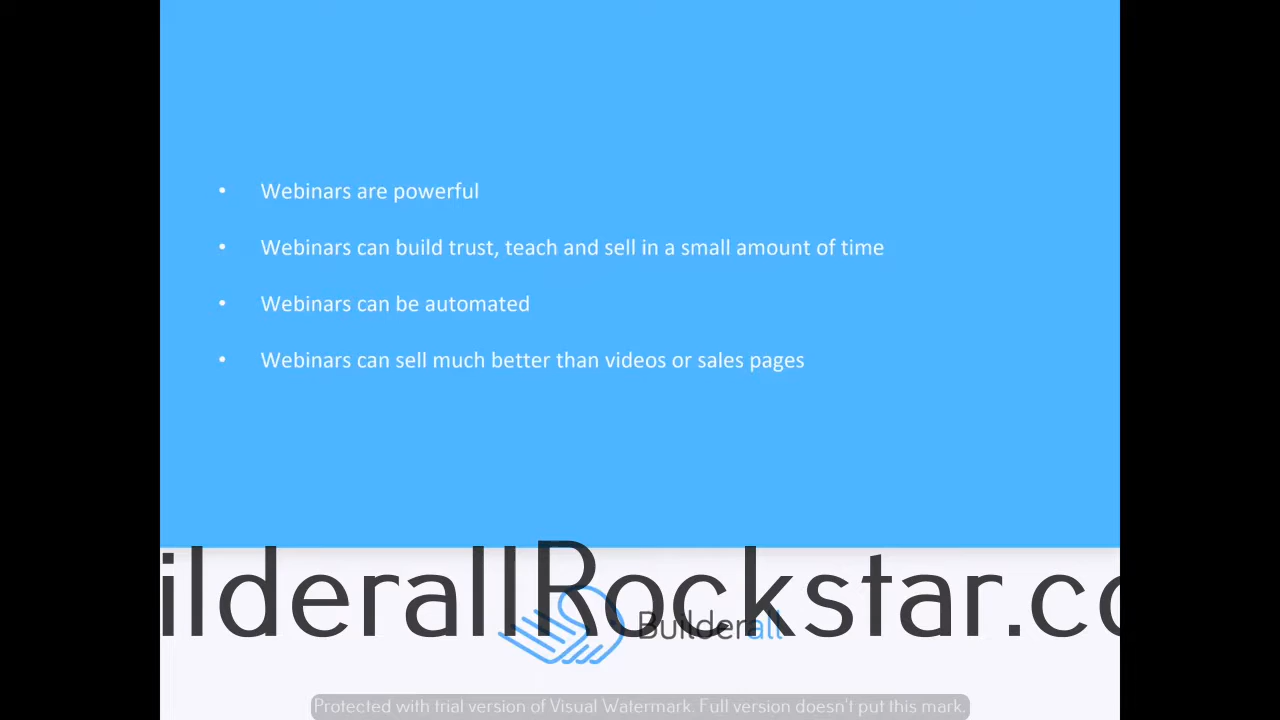 • Webinars are powerful
• Webinars can build trust, teach and sell in a small amount of time
• Webinars can be automated
• Webinars can sell much better than videos or sales pages
ilderallRockstar.co
Builderall
Protected with trial version of Visual Watermark. Full version doesn't put this mark.